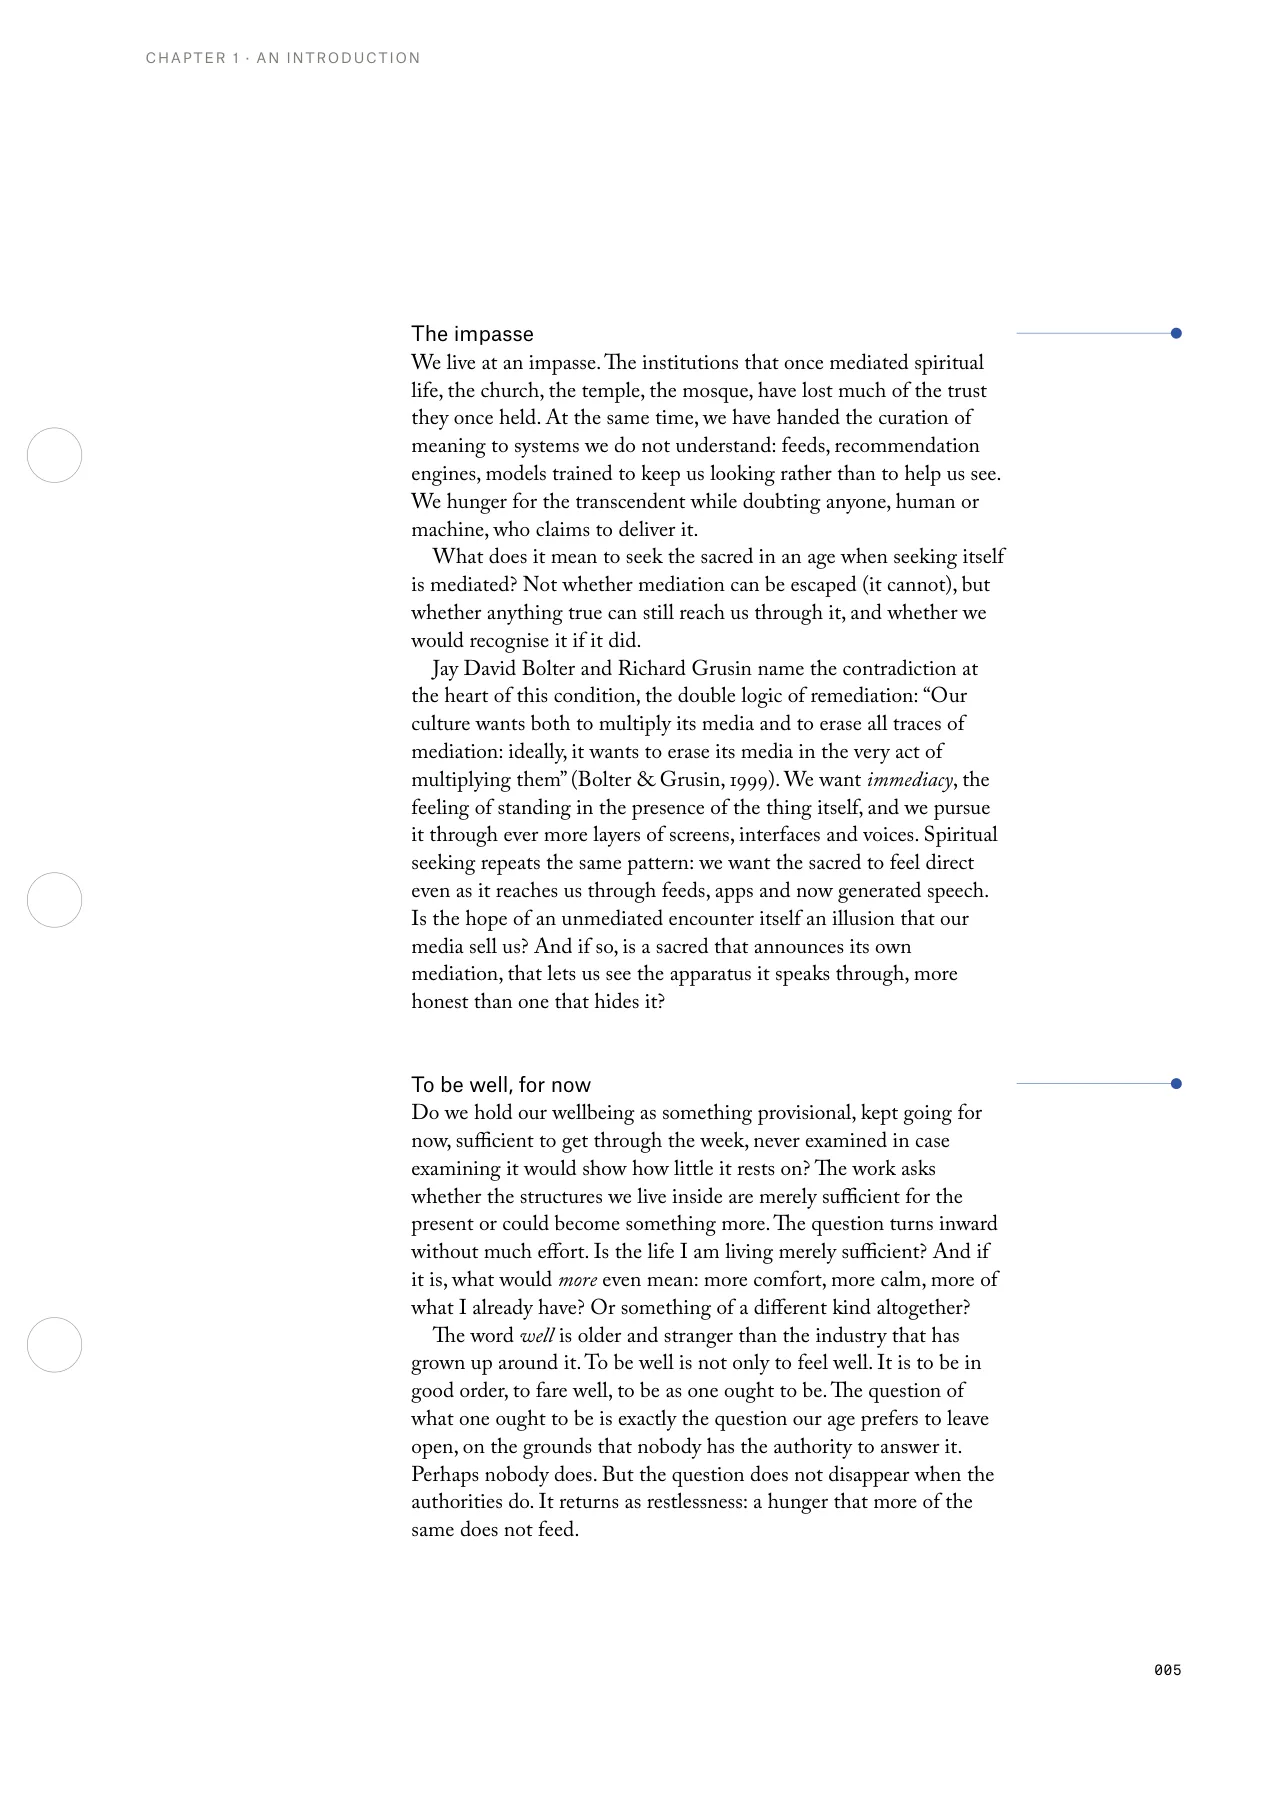 CHAPTER 1 · AN INTRODUCTION
The impasse
We live at an impasse. The institutions that once mediated spiritual
life, the church, the temple, the mosque, have lost much of the trust
they once held. At the same time, we have handed the curation of
meaning to systems we do not understand: feeds, recommendation
engines, models trained to keep us looking rather than to help us see.
We hunger for the transcendent while doubting anyone, human or
machine, who claims to deliver it.
What does it mean to seek the sacred in an age when seeking itself
is mediated? Not whether mediation can be escaped (it cannot), but
whether anything true can still reach us through it, and whether we
would recognise it if it did.
Jay David Bolter and Richard Grusin name the contradiction at
the heart of this condition, the double logic of remediation: “Our
culture wants both to multiply its media and to erase all traces of
mediation: ideally, it wants to erase its media in the very act of
multiplying them” (Bolter & Grusin, 1999). We want immediacy, the
feeling of standing in the presence of the thing itself, and we pursue
it through ever more layers of screens, interfaces and voices. Spiritual
seeking repeats the same pattern: we want the sacred to feel direct
even as it reaches us through feeds, apps and now generated speech.
Is the hope of an unmediated encounter itself an illusion that our
media sell us? And if so, is a sacred that announces its own
mediation, that lets us see the apparatus it speaks through, more
honest than one that hides it?
To be well, for now
Do we hold our wellbeing as something provisional, kept going for
now, sufficient to get through the week, never examined in case
examining it would show how little it rests on? The work asks
whether the structures we live inside are merely sufficient for the
present or could become something more. The question turns inward
without much effort. Is the life I am living merely sufficient? And if
it is, what would more even mean: more comfort, more calm, more of
what I already have? Or something of a different kind altogether?
The word well is older and stranger than the industry that has
grown up around it. To be well is not only to feel well. It is to be in
good order, to fare well, to be as one ought to be. The question of
what one ought to be is exactly the question our age prefers to leave
open, on the grounds that nobody has the authority to answer it.
Perhaps nobody does. But the question does not disappear when the
authorities do. It returns as restlessness: a hunger that more of the
same does not feed.
005